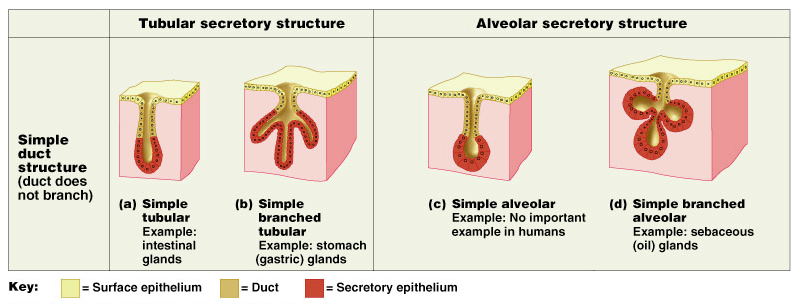 Tubular secretory structure
Alveolar secretory structure
Simple
duct
structure
(duct does
not branch)
(a) Simple
tubular
Example:
intestinal
glands
(b) Simple
branched
tubular
Example: stomach
(gastric) glands
(c) Simple alveolar
Example: No important
example in humans
(d) Simple branched
alveolar
Example: sebaceous
(oil) glands
Key:
= Surface epithelium
= Duct
= Secretory epithelium